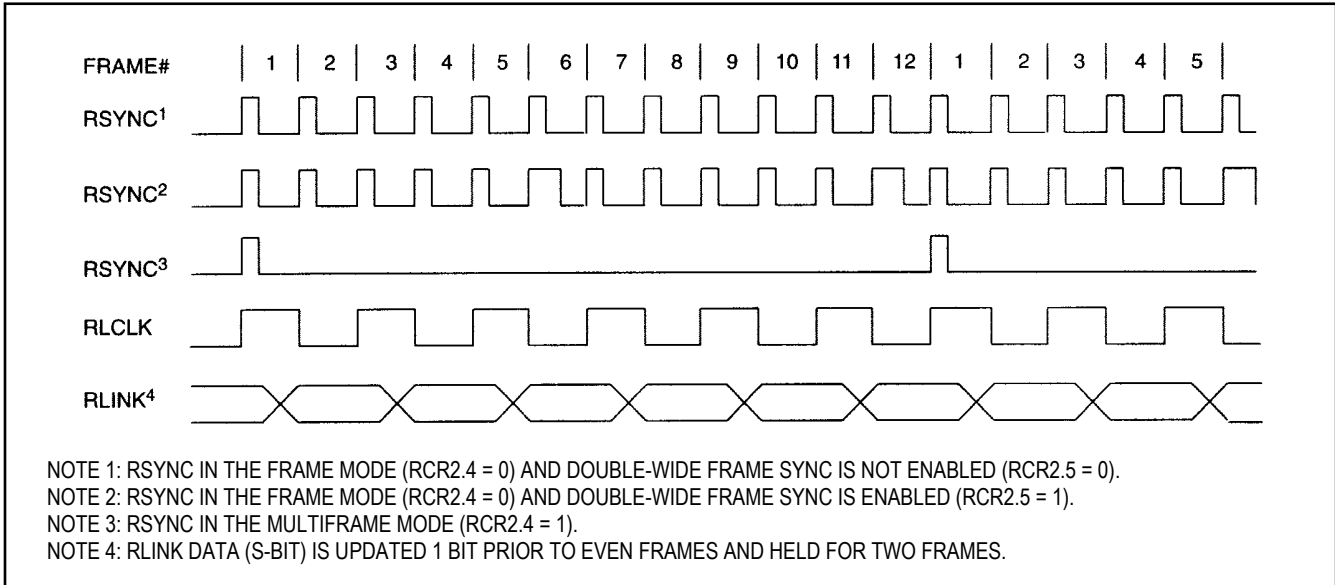 FRAME# 1 2 3 4 5 6 7 8 9 10 11 12 1 2 3 4 5
RSYNC¹
RSYNC²
RSYNC³
RLCLK
RLINK⁴
NOTE 1: RSYNC IN THE FRAME MODE (RCR2.4 = 0) AND DOUBLE-WIDE FRAME SYNC IS NOT ENABLED (RCR2.5 = 0).
NOTE 2: RSYNC IN THE FRAME MODE (RCR2.4 = 0) AND DOUBLE-WIDE FRAME SYNC IS ENABLED (RCR2.5 = 1).
NOTE 3: RSYNC IN THE MULTIFRAME MODE (RCR2.4 = 1).
NOTE 4: RLINK DATA (S-BIT) IS UPDATED 1 BIT PRIOR TO EVEN FRAMES AND HELD FOR TWO FRAMES.